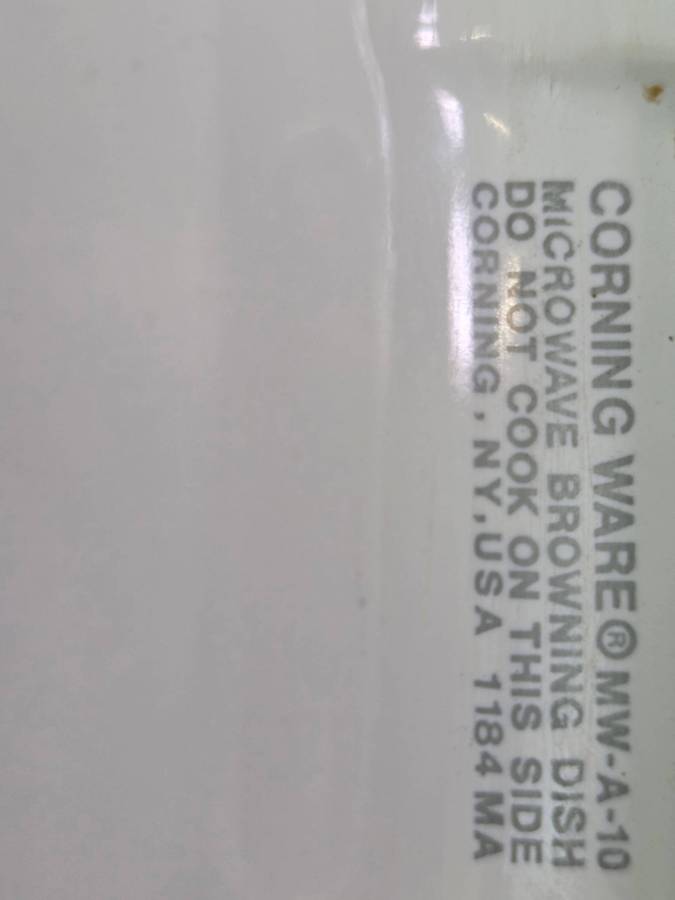 CORNING WARE® MW-A-10
MICROWAVE BROWNING DISH
DO NOT COOK ON THIS SIDE
CORNING, NY, USA 1184 MA